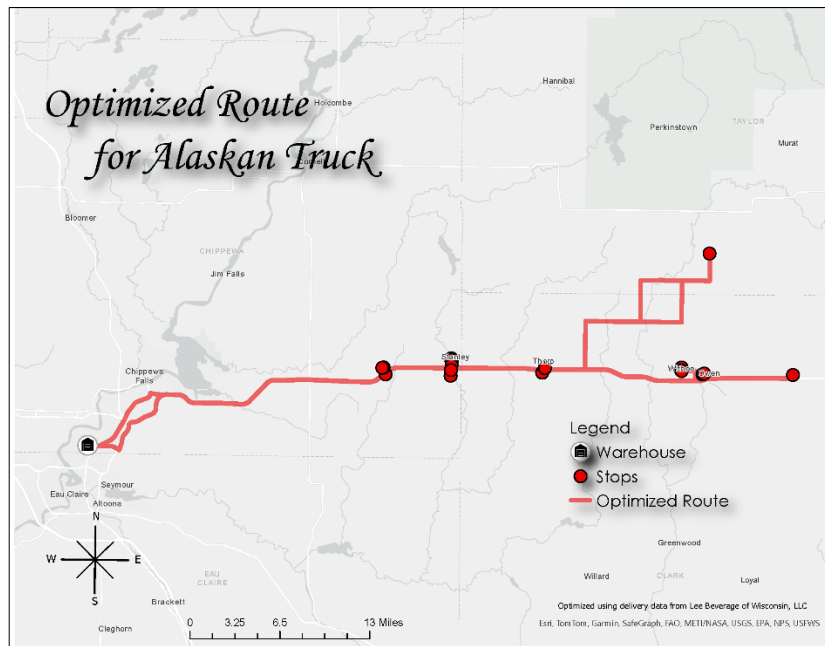 Optimized Route
for Alaskan Truck
Hannibal
Holcombe
Perkinstown
TAYLOR
Murat
Bloomer
CHIPPEWA
Jim Falls
Stanley
Thorp
Owen
Chippewa
Falls
Legend
Warehouse
Stops
Optimized Route
Seymour
Eau Claire
Altoona
N
W
E
S
Greenwood
Willard
CLARK
Loyal
EAU
CLAIRE
Brackett
Cleghorn
0 3.25 6.5 13 Miles
Optimized using delivery data from Lee Beverage of Wisconsin, LLC
Esri, TomTom, Garmin, SafeGraph, FAO, METI/NASA, USGS, EPA, NPS, USFWS